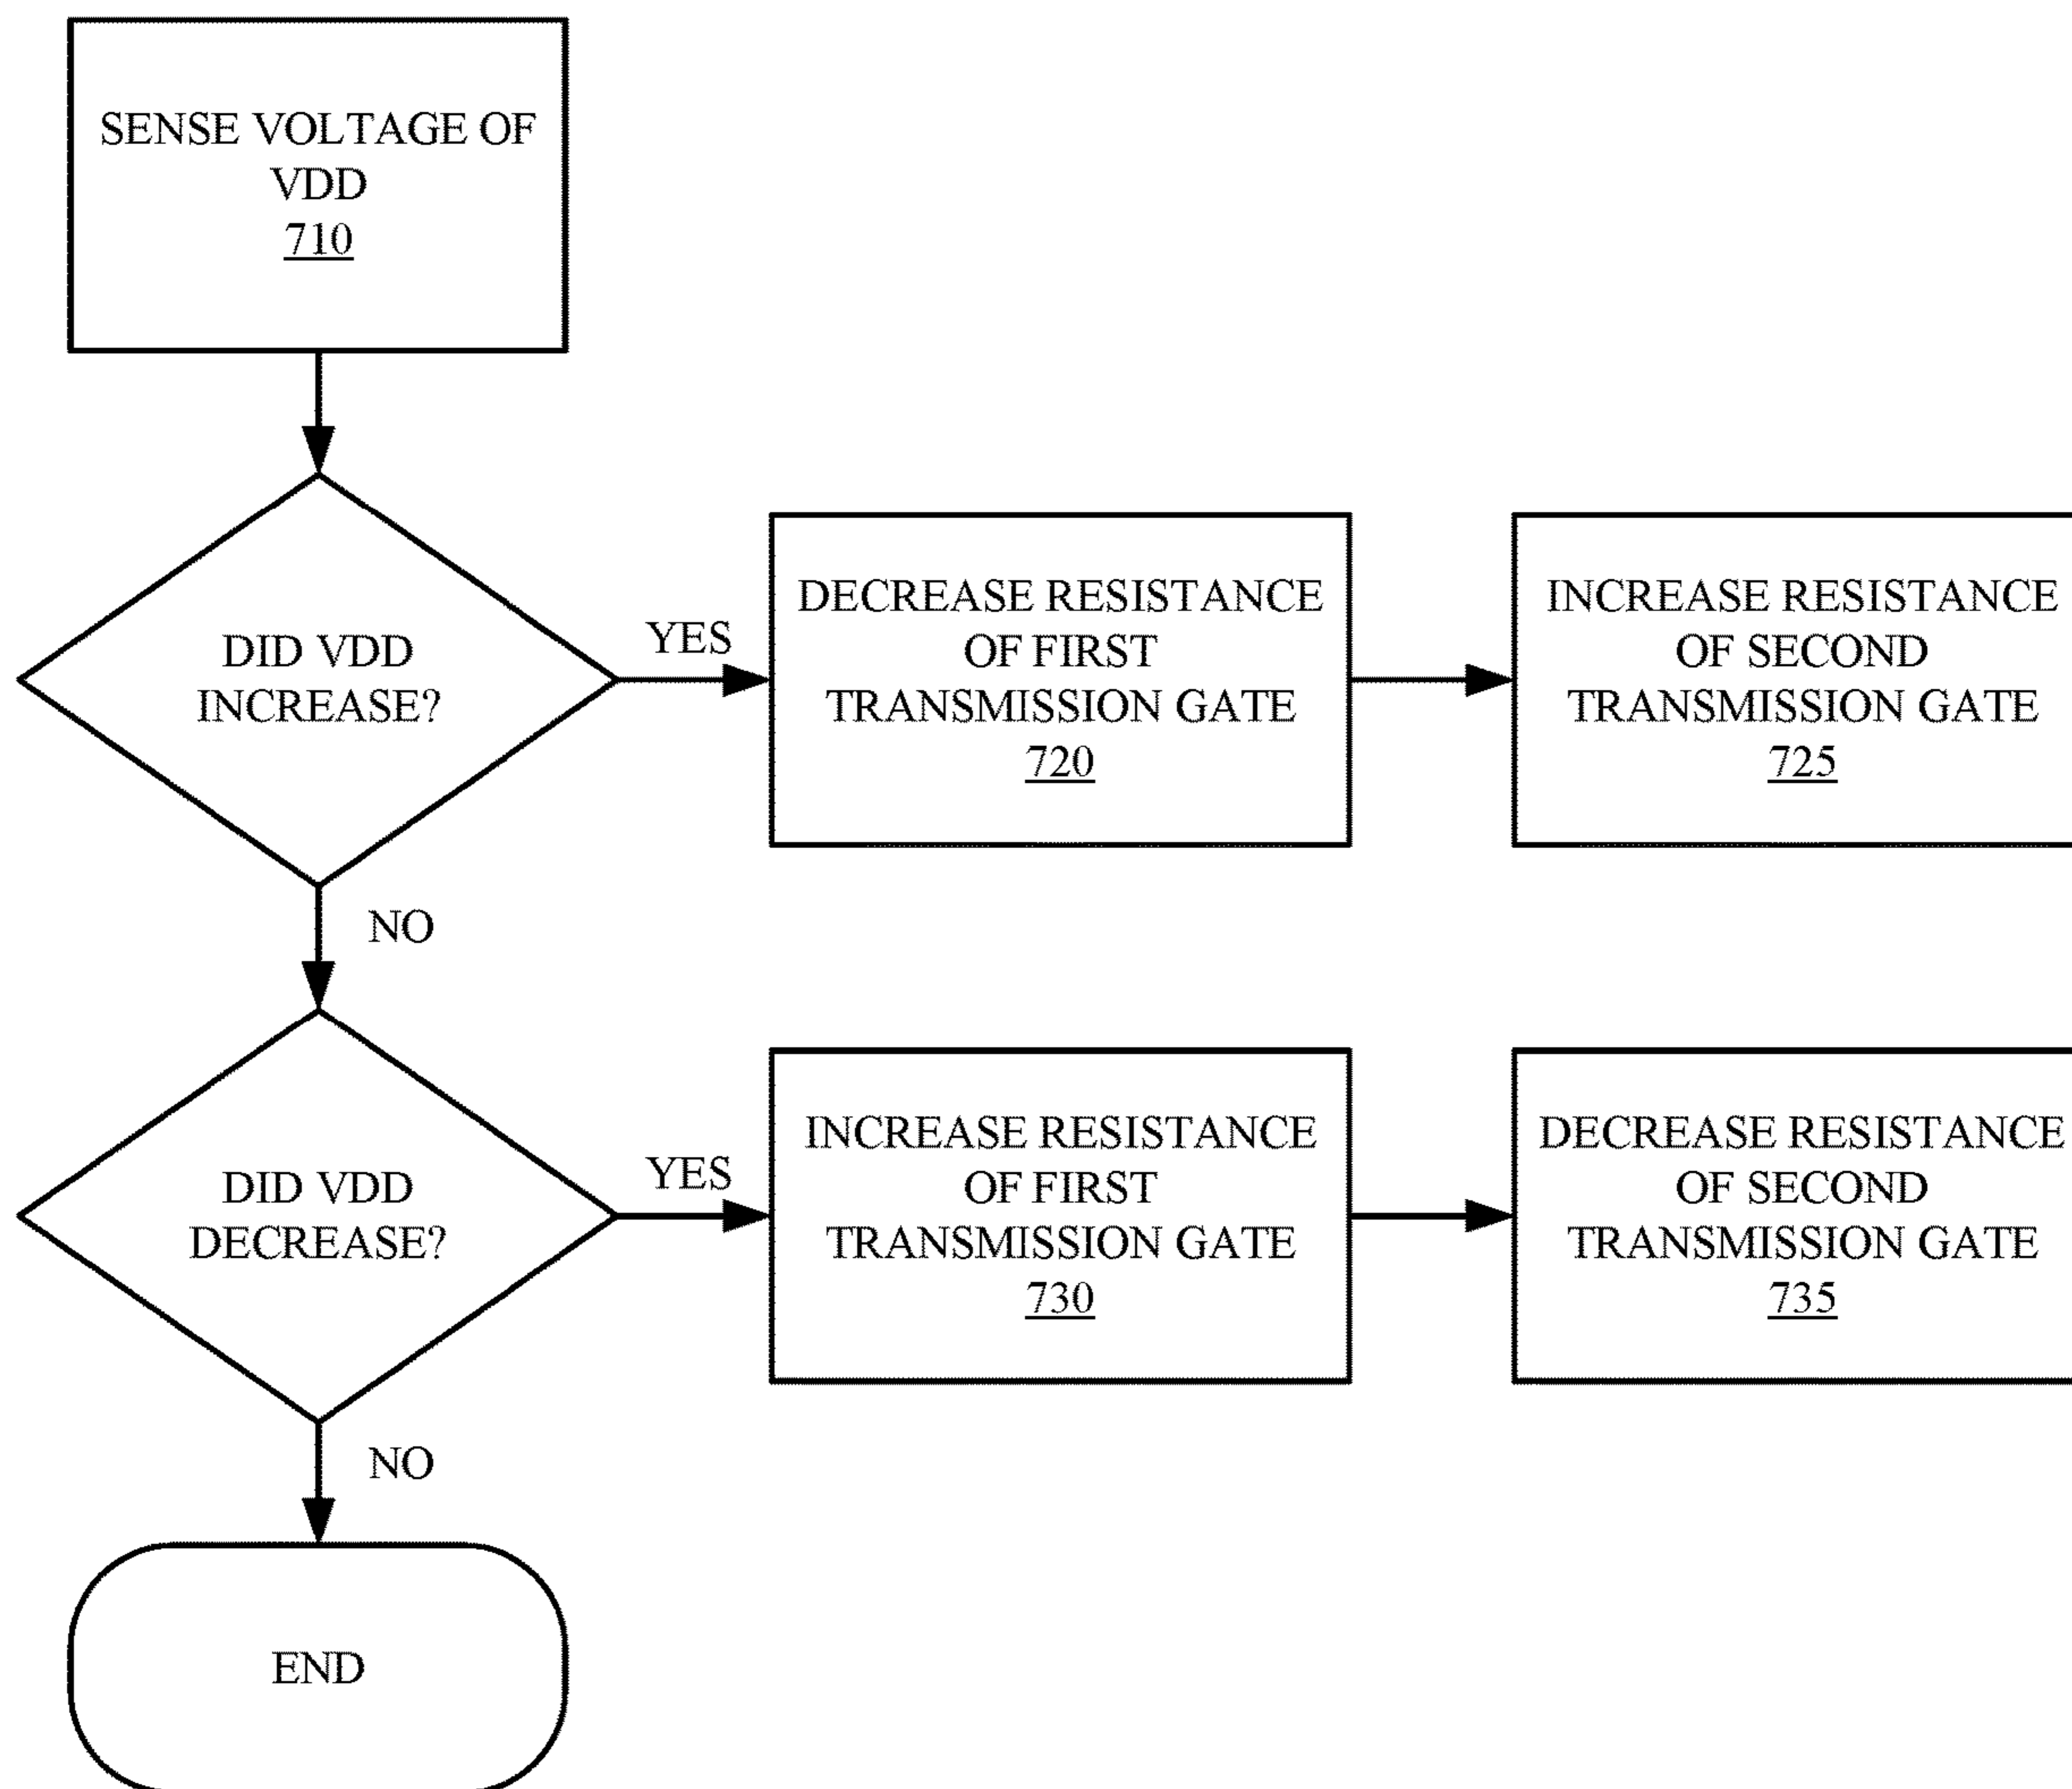 SENSE VOLTAGE OF
VDD
710
DID VDD
INCREASE?
YES
DECREASE RESISTANCE
OF FIRST
TRANSMISSION GATE
720
INCREASE RESISTANCE
OF SECOND
TRANSMISSION GATE
725
NO
DID VDD
DECREASE?
YES
INCREASE RESISTANCE
OF FIRST
TRANSMISSION GATE
730
DECREASE RESISTANCE
OF SECOND
TRANSMISSION GATE
735
NO
END